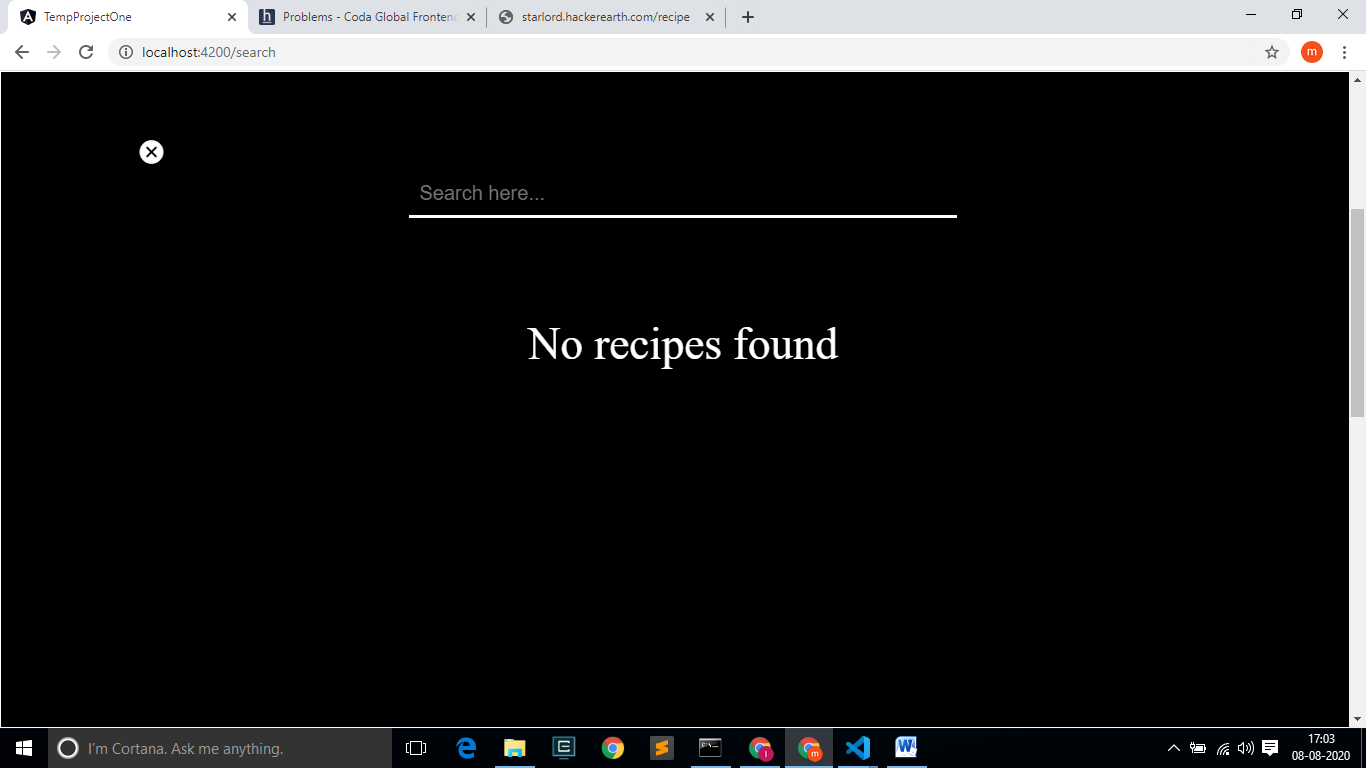 TempProjectOne
Problems - Coda Global Frontend
starlord.hackerearth.com/recipe
localhost:4200/search
m
Search here...
No recipes found
I'm Cortana. Ask me anything.
17:03
08-08-2020